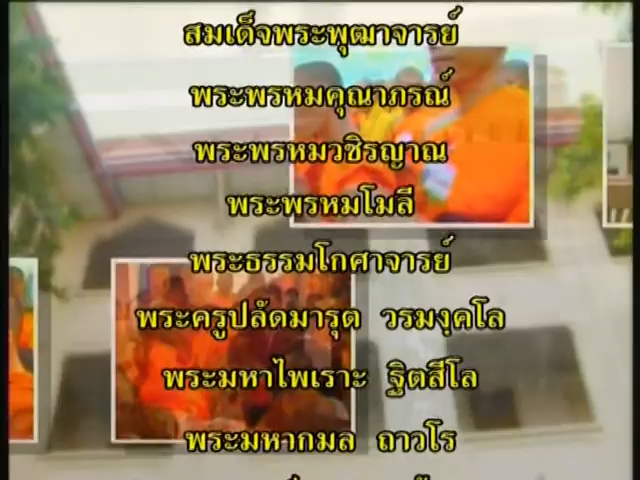 สมเด็จพระพุฒาจารย์
พระพรหมคุณาภรณ์
พระพรหมวชิรญาณ
พระพรหมโมลี
พระธรรมโกศาจารย์
พระครูปลัดมารุต วรมงฺคโล
พระมหาไพเราะ ฐิตสีโล
พระมหากมล ถาวโร